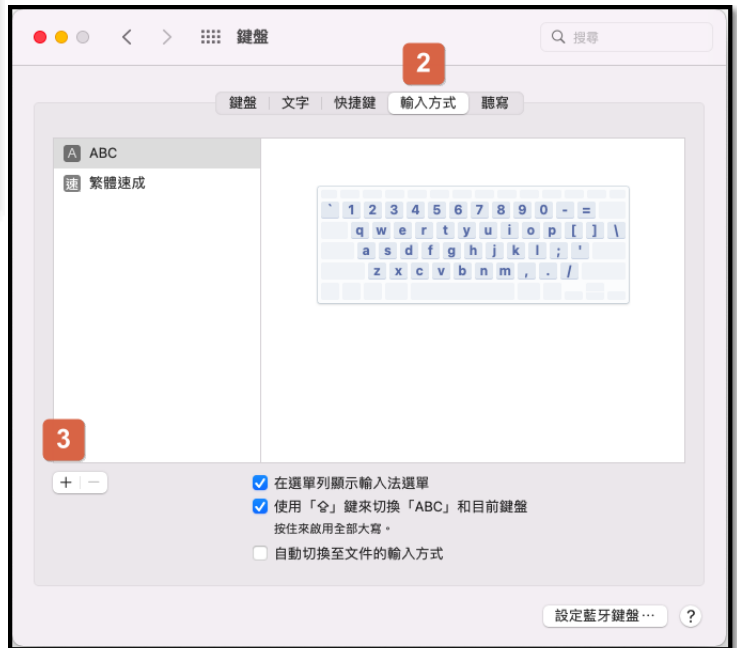 鍵盤
搜尋
2
鍵盤 文字 快捷鍵 輸入方式 聽寫
A ABC
速 繁體速成
` 1 2 3 4 5 6 7 8 9 0 - =
q w e r t y u i o p [ ] \
a s d f g h j k l ; '
z x c v b n m , . /
3
+ −
在選單列顯示輸入法選單
使用「⇪」鍵來切換「ABC」和目前鍵盤
按住來啟用全部大寫。
自動切換至文件的輸入方式
設定藍牙鍵盤⋯ ?